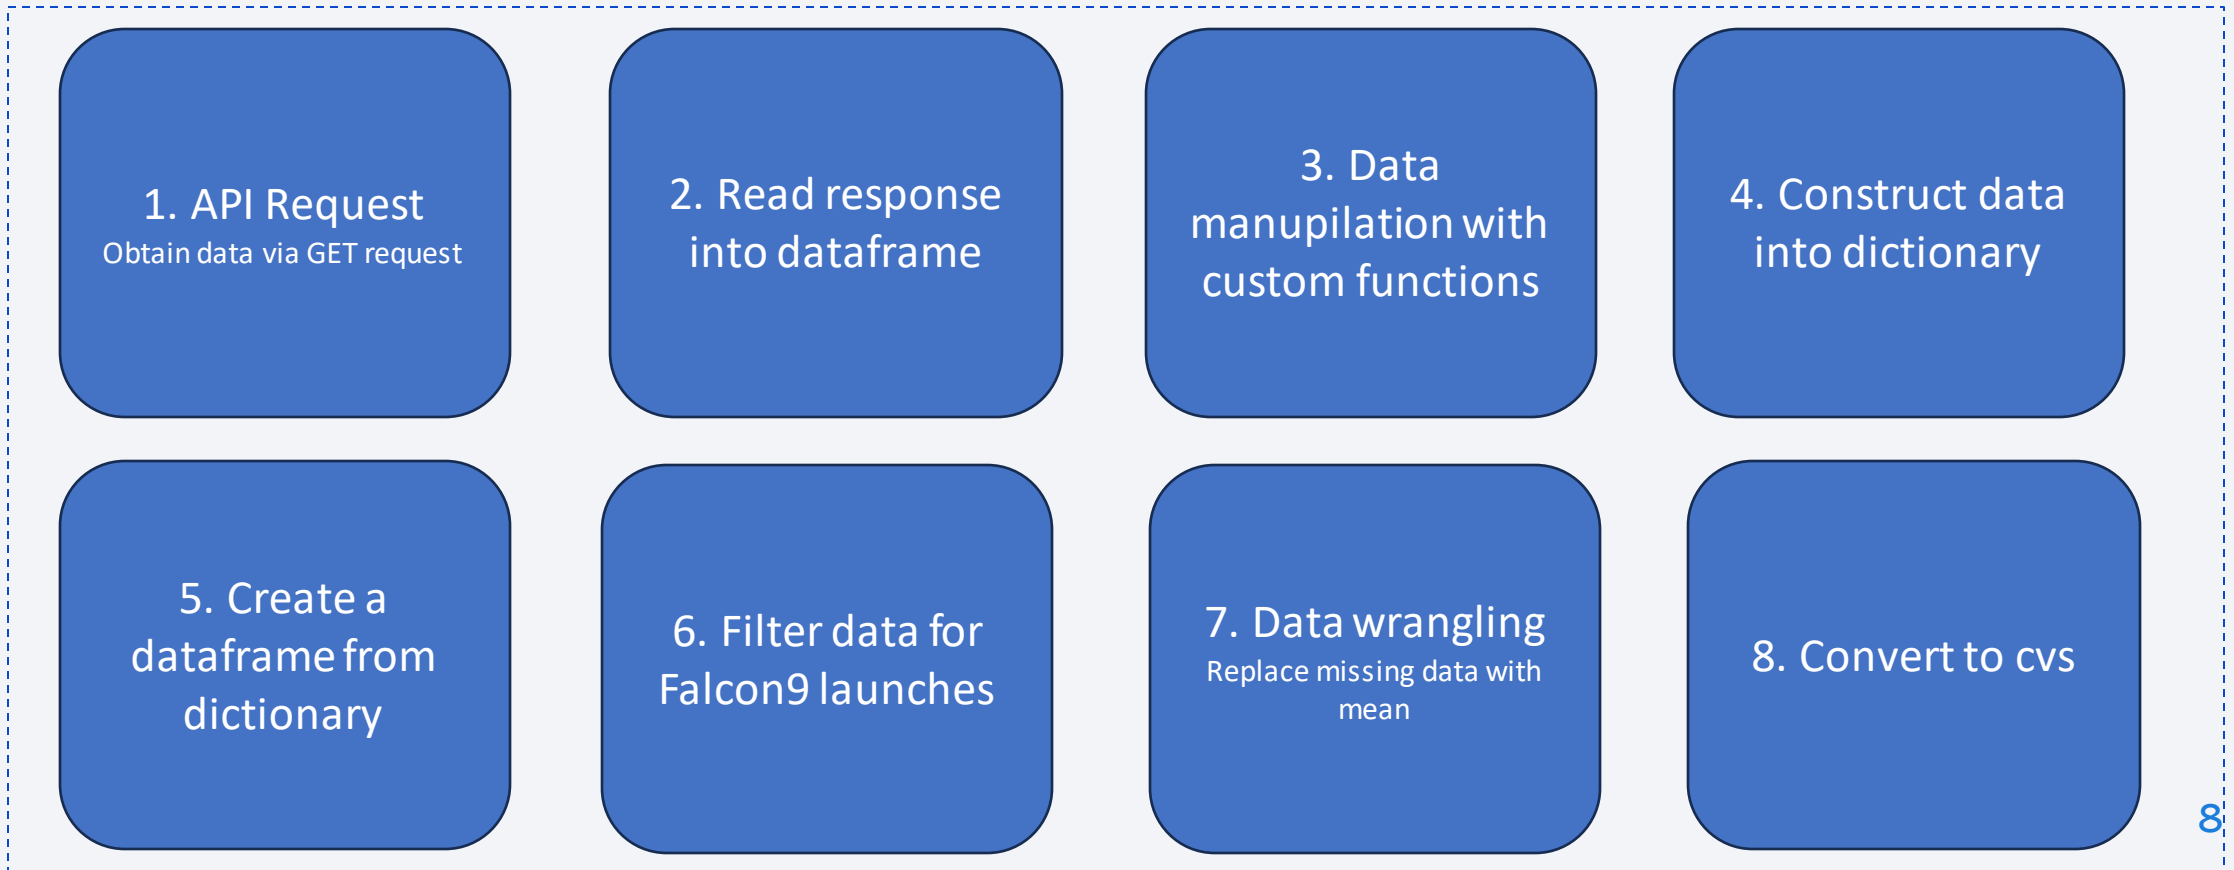 1. API Request
Obtain data via GET request
2. Read response
into dataframe
3. Data
manupilation with
custom functions
4. Construct data
into dictionary
5. Create a
dataframe from
dictionary
6. Filter data for
Falcon9 launches
7. Data wrangling
Replace missing data with
mean
8. Convert to cvs
8